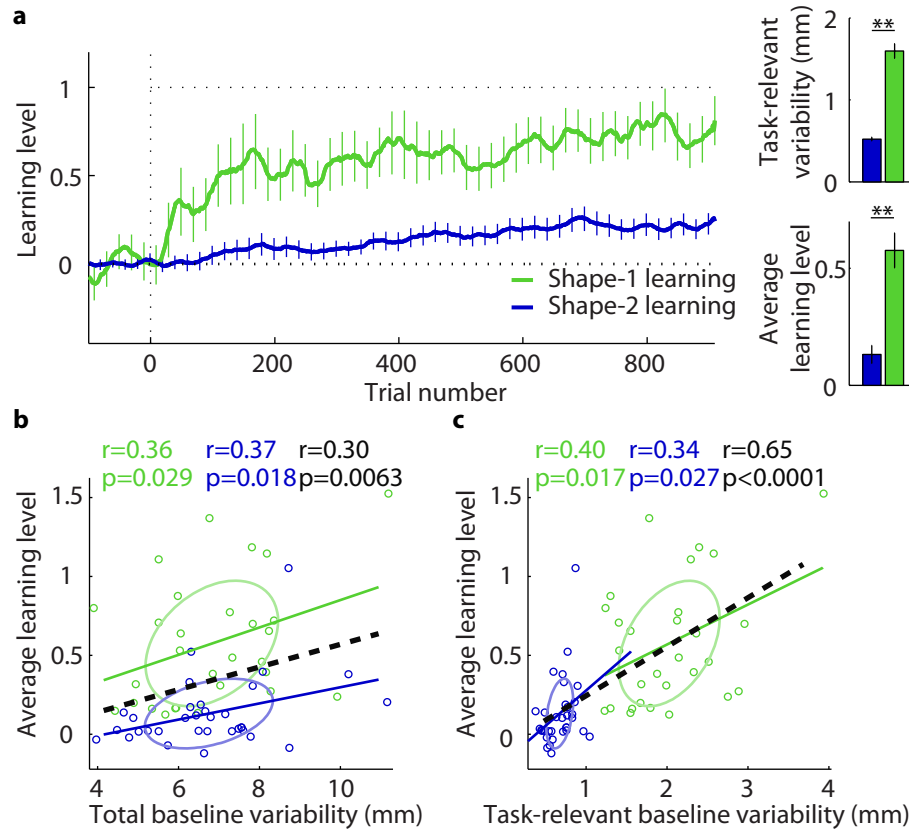 a
Learning level
1
0.5
0
0
200
400
600
800
Trial number
Shape-1 learning
Shape-2 learning
Task-relevant
variability (mm)
2
1
0
**
Average
learning level
0.5
0
**
b
r=0.36 r=0.37 r=0.30
p=0.029 p=0.018 p=0.0063
Average learning level
1.5
1
0.5
0
4 6 8 10
Total baseline variability (mm)
c
r=0.40 r=0.34 r=0.65
p=0.017 p=0.027 p<0.0001
Average learning level
1.5
1
0.5
0
1 2 3 4
Task-relevant baseline variability (mm)